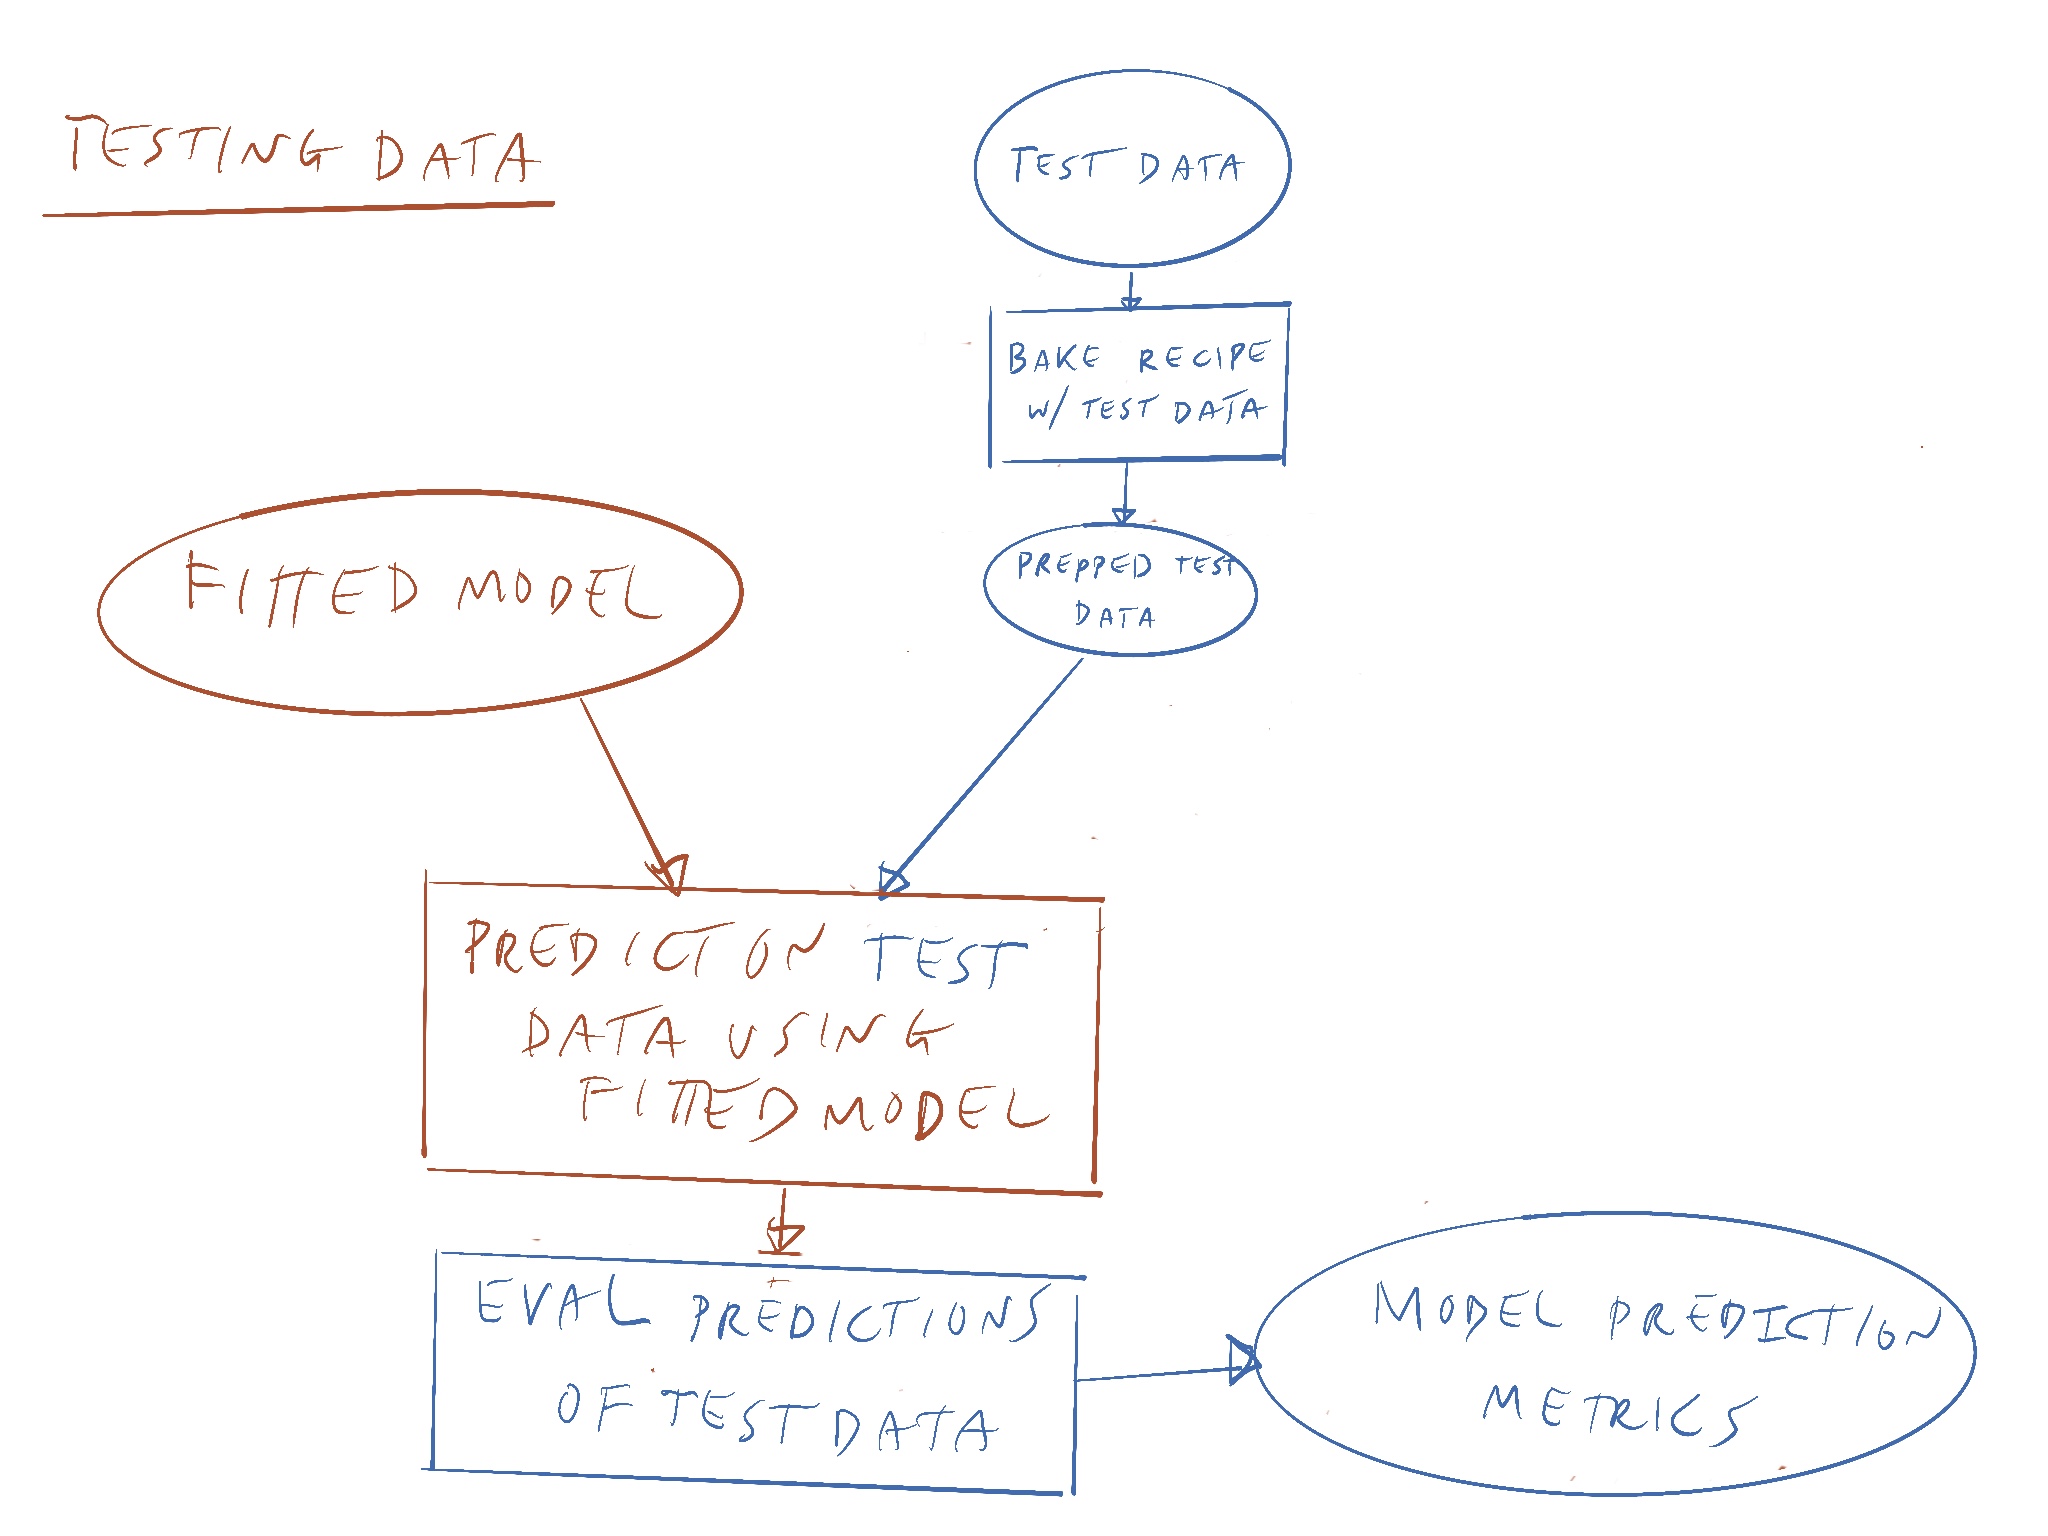 TESTING DATA
TEST DATA
BAKE RECIPE
W/ TEST DATA
FITTED MODEL
PREPPED TEST
DATA
PREDICTON TEST
DATA USING
FITTED MODEL
EVAL PREDICTIONS
OF TEST DATA
MODEL PREDICTION
METRICS